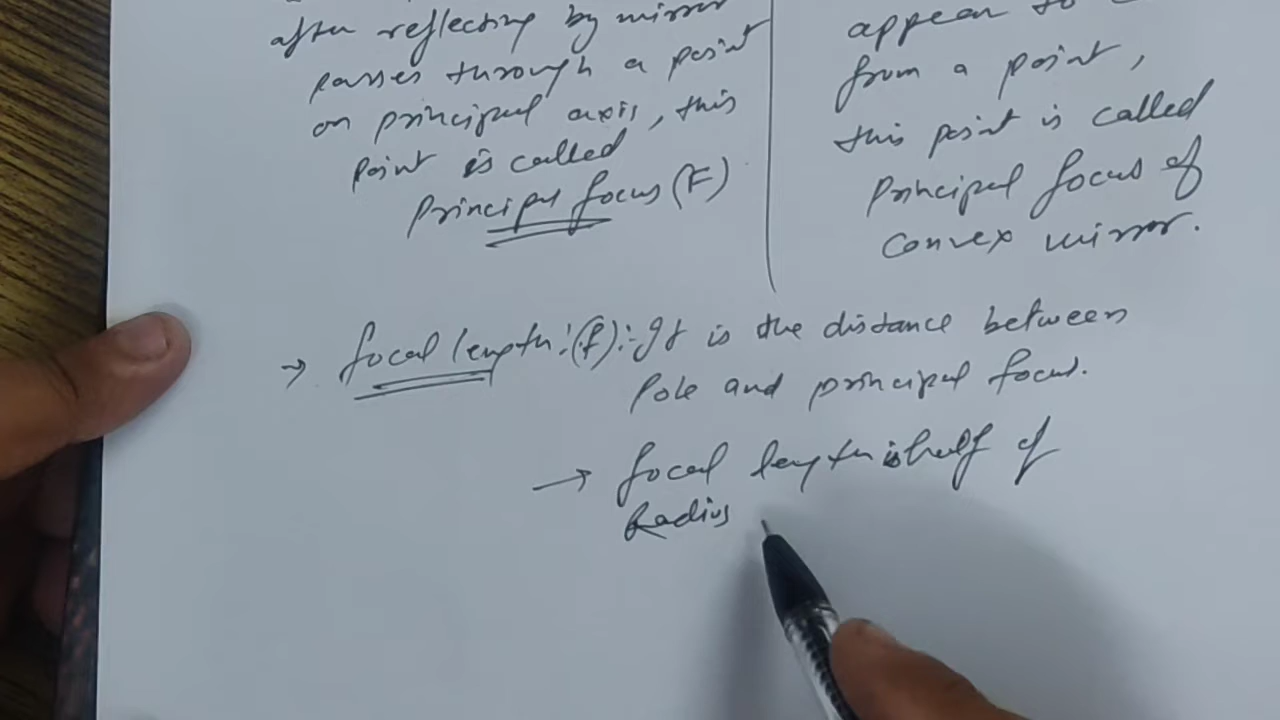 after reflecting by mirror
passes through a point
on principal axis, this
point is called
principal focus (F)
appear to
from a point,
this point is called
principal focus of
convex mirror.
→ focal length:(f):- It is the distance between
Pole and principal focus.
→ focal length is half of
Radius